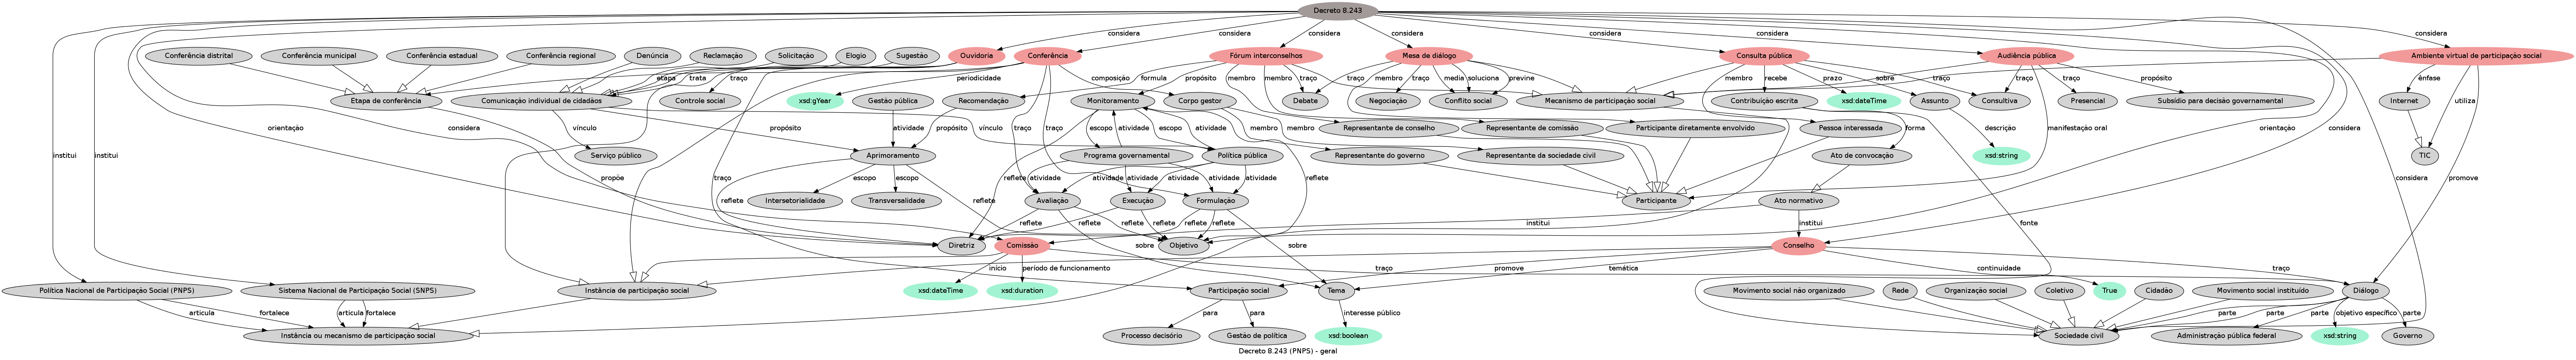 Decreto 8.243
considera
considera
considera
considera
considera
considera
considera
Conferência distrital
Conferência municipal
Conferência estadual
Conferência regional
Denúncia
Reclamação
Solicitação
Elogio
Sugestão
Ouvidoria
Conferência
Fórum interconselhos
Mesa de diálogo
Consulta pública
Audiência pública
Ambiente virtual de participação social
etapa
trata
traço
periodicidade
composição
formula
propósito
membro
membro
traço
traço
membro
traço
media
soluciona
previne
membro
recebe
prazo
sobre
traço
traço
traço
propósito
ênfase
utiliza
Etapa de conferência
Comunicação individual de cidadãos
Controle social
xsd:gYear
Gestão pública
Recomendação
Monitoramento
Corpo gestor
Debate
Negociação
Conflito social
Mecanismo de participação social
Contribuição escrita
xsd:dateTime
Assunto
Consultiva
Presencial
Subsídio para decisão governamental
Internet
orientação
considera
vínculo
propósito
vínculo
atividade
propósito
traço
traço
escopo
atividade
escopo
atividade
membro
membro
Representante de conselho
Representante de comissão
Participante diretamente envolvido
Pessoa interessada
forma
descrição
manifestação oral
orientação
considera
institui
institui
Serviço público
Aprimoramento
Programa governamental
Política pública
Representante do governo
Representante da sociedade civil
Ato de convocação
xsd:string
TIC
propõe
traço
reflete
escopo
escopo
reflete
atividade
atividade
atividade
atividade
atividade
atividade
reflete
considera
promove
Intersetorialidade
Transversalidade
Avaliação
Execução
Formulação
Participante
Ato normativo
reflete
reflete
reflete
reflete
reflete
reflete
reflete
institui
institui
fonte
Diretriz
Comissão
Objetivo
Conselho
sobre
sobre
início
período de funcionamento
traço
promove
temática
continuidade
traço
Política Nacional de Participação Social (PNPS)
Sistema Nacional de Participação Social (SNPS)
Instância de participação social
xsd:dateTime
xsd:duration
Participação social
Tema
Movimento social não organizado
Rede
Organização social
Coletivo
True
Cidadão
Movimento social instituído
Diálogo
articula
fortalece
articula
fortalece
para
para
interesse público
parte
parte
parte
objetivo específico
parte
Instância ou mecanismo de participação social
Processo decisório
Gestão de política
xsd:boolean
Sociedade civil
Administração pública federal
xsd:string
Governo
Decreto 8.243 (PNPS) - geral